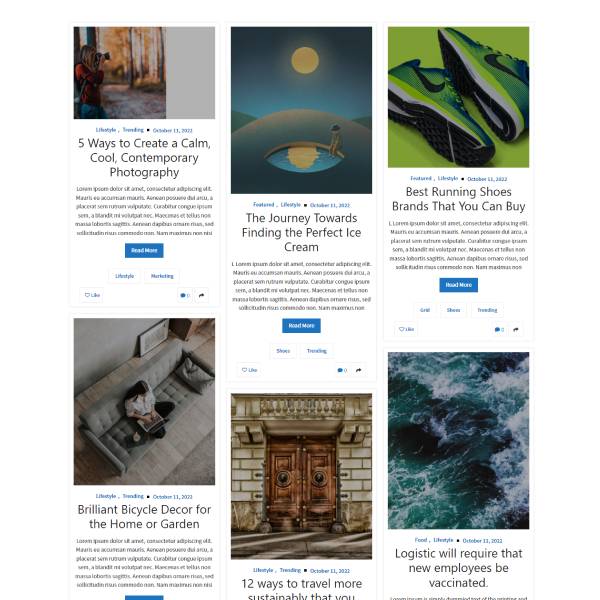 Lifestyle , Trending ■ October 11, 2022
5 Ways to Create a Calm,
Cool, Contemporary
Photography
Lorem ipsum dolor sit amet, consectetur adipiscing elit.
Mauris eu accumsan mauris. Aenean posuere dui arcu, a
placerat sem rutrum vulputate. Curabitur congue ipsum
sem, a blandit mi volutpat nec. Maecenas et tellus non
massa lobortis sagittis. Aenean dapibus ornare risus, sed
sollicitudin risus commodo non. Nam maximus non nisi
Read More
Lifestyle Marketing
Like 0
Lifestyle , Trending ■ October 11, 2022
Brilliant Bicycle Decor for
the Home or Garden
Lorem ipsum dolor sit amet, consectetur adipiscing elit.
Mauris eu accumsan mauris. Aenean posuere dui arcu, a
placerat sem rutrum vulputate. Curabitur congue ipsum
sem, a blandit mi volutpat nec. Maecenas et tellus non
massa lobortis sagittis. Aenean dapibus ornare risus, sed
sollicitudin risus commodo non. Nam maximus non nisi
Featured , Lifestyle ■ October 11, 2022
The Journey Towards
Finding the Perfect Ice
Cream
L Lorem ipsum dolor sit amet, consectetur adipiscing elit.
Mauris eu accumsan mauris. Aenean posuere dui arcu, a
placerat sem rutrum vulputate. Curabitur congue ipsum
sem, a blandit mi volutpat nec. Maecenas et tellus non
massa lobortis sagittis. Aenean dapibus ornare risus, sed
sollicitudin risus commodo non. Nam maximus non
Read More
Shoes Trending
Like 0
Lifestyle , Trending ■ October 11, 2022
12 ways to travel more
sustainably that you
Featured , Lifestyle ■ October 11, 2022
Best Running Shoes
Brands That You Can Buy
L Lorem ipsum dolor sit amet, consectetur adipiscing elit.
Mauris eu accumsan mauris. Aenean posuere dui arcu, a
placerat sem rutrum vulputate. Curabitur congue ipsum
sem, a blandit mi volutpat nec. Maecenas et tellus non
massa lobortis sagittis. Aenean dapibus ornare risus, sed
sollicitudin risus commodo non. Nam maximus non
Read More
Grid Shoes Trending
Like 0
Food , Lifestyle ■ October 11, 2022
Logistic will require that
new employees be
vaccinated.
Lorem Ipsum is simply dummied text of the printing and